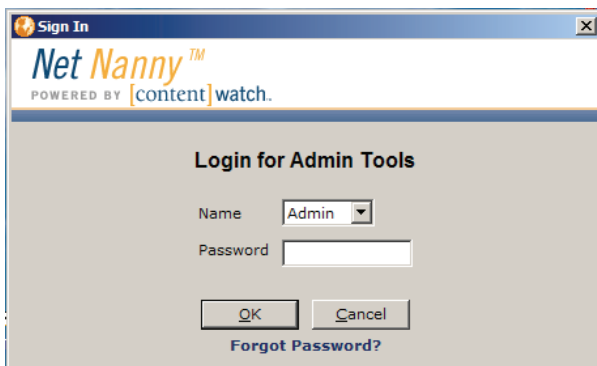 Sign In
Net Nanny™
POWERED BY [content]watch.
Login for Admin Tools
Name Admin
Password
OK Cancel
Forgot Password?